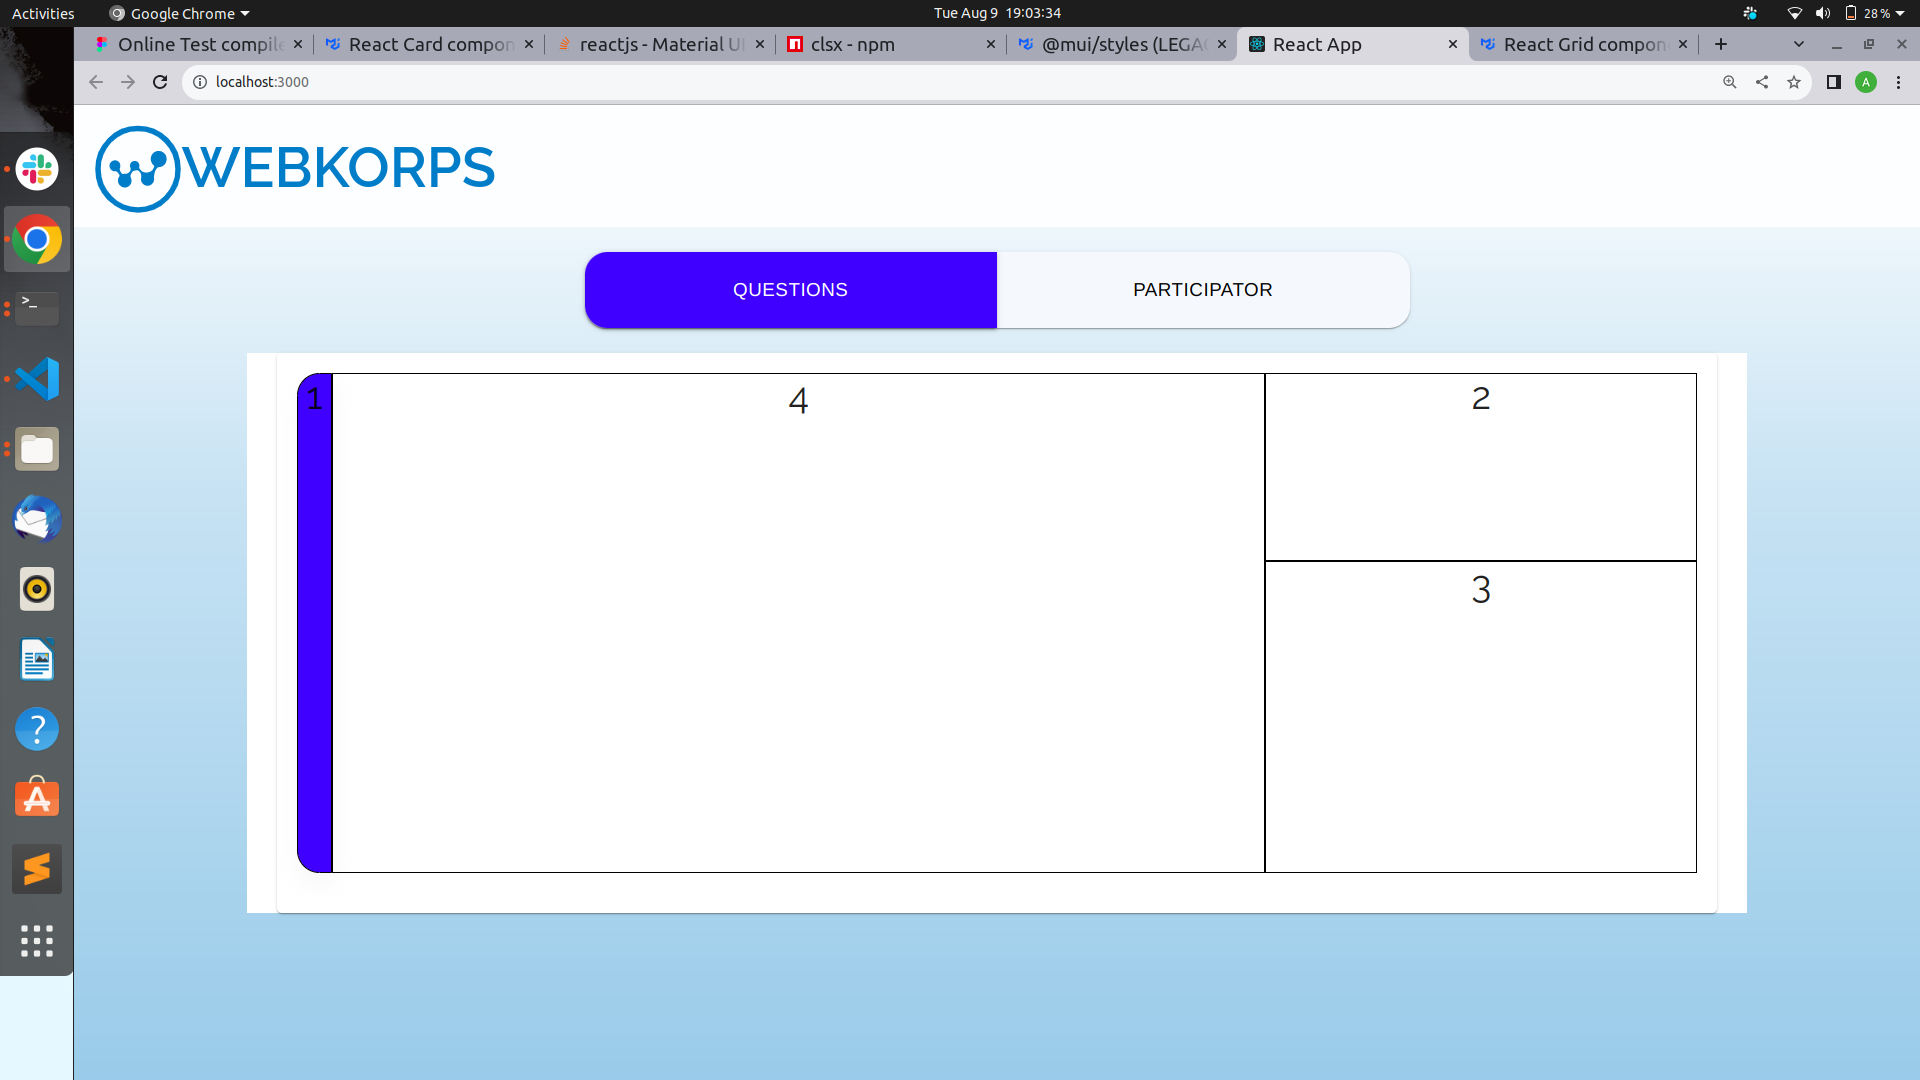 Activities
Google Chrome
Tue Aug 9 19:03:34
28 %
Online Test compile
React Card compon
reactjs - Material UI
clsx - npm
@mui/styles (LEGA
React App
React Grid compon
localhost:3000
A
WEBKORPS
QUESTIONS
PARTICIPATOR
1
4
2
3